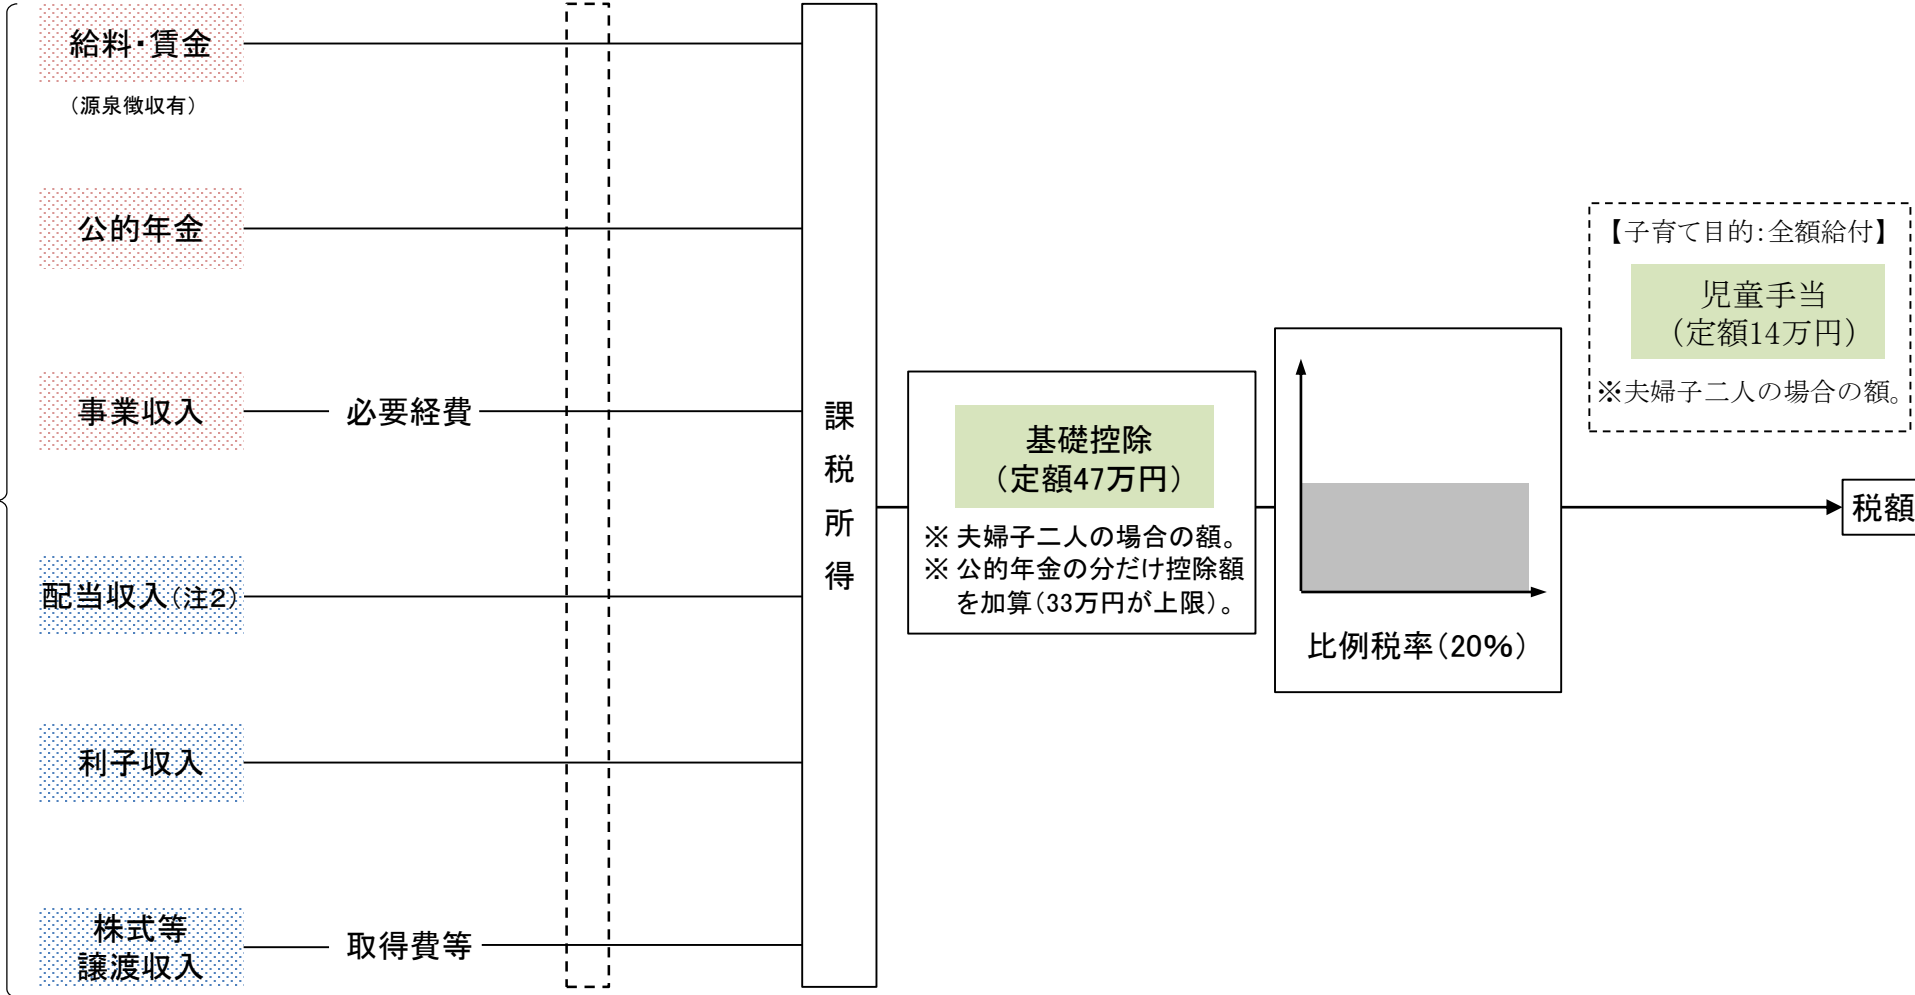 給料・賃金
（源泉徴収有）
公的年金
事業収入
必要経費
配当収入（注2）
利子収入
株式等
譲渡収入
取得費等
課税所得
基礎控除
（定額47万円）
※ 夫婦子二人の場合の額。
※ 公的年金の分だけ控除額
を加算（33万円が上限）。
比例税率（20%）
【子育て目的：全額給付】
児童手当
（定額14万円）
※夫婦子二人の場合の額。
税額